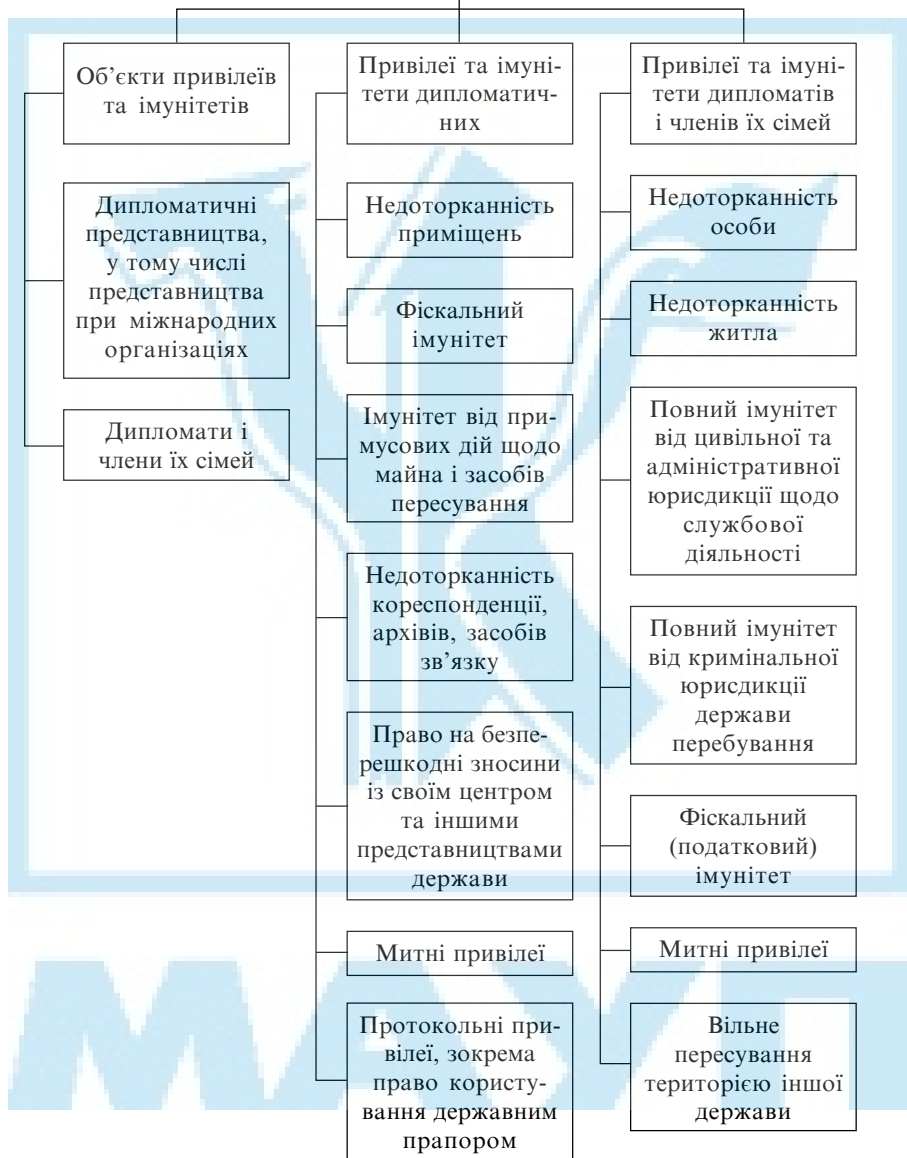 Об’єкти привілеїв
та імунітетів
Дипломатичні
представництва,
у тому числі
представництва
при міжнародних
організаціях
Дипломати і
члени їх сімей
Привілеї та імуні-
тети дипломатич-
них
Недоторканність
приміщень
Фіскальний
імунітет
Імунітет від при-
мусових дій щодо
майна і засобів
пересування
Недоторканність
кореспонденції,
архівів, засобів
зв’язку
Право на безпе-
решкодні зносини
із своїм центром
та іншими
представництвами
держави
Митні привілеї
Протокольні при-
вілеї, зокрема
право користу-
вання державним
прапором
Привілеї та імуні-
тети дипломатів
і членів їх сімей
Недоторканність
особи
Недоторканність
житла
Повний імунітет
від цивільної та
адміністративної
юрисдикції щодо
службової
діяльності
Повний імунітет
від кримінальної
юрисдикції
держави
перебування
Фіскальний
(податковий)
імунітет
Митні привілеї
Вільне
пересування
територією іншої
держави